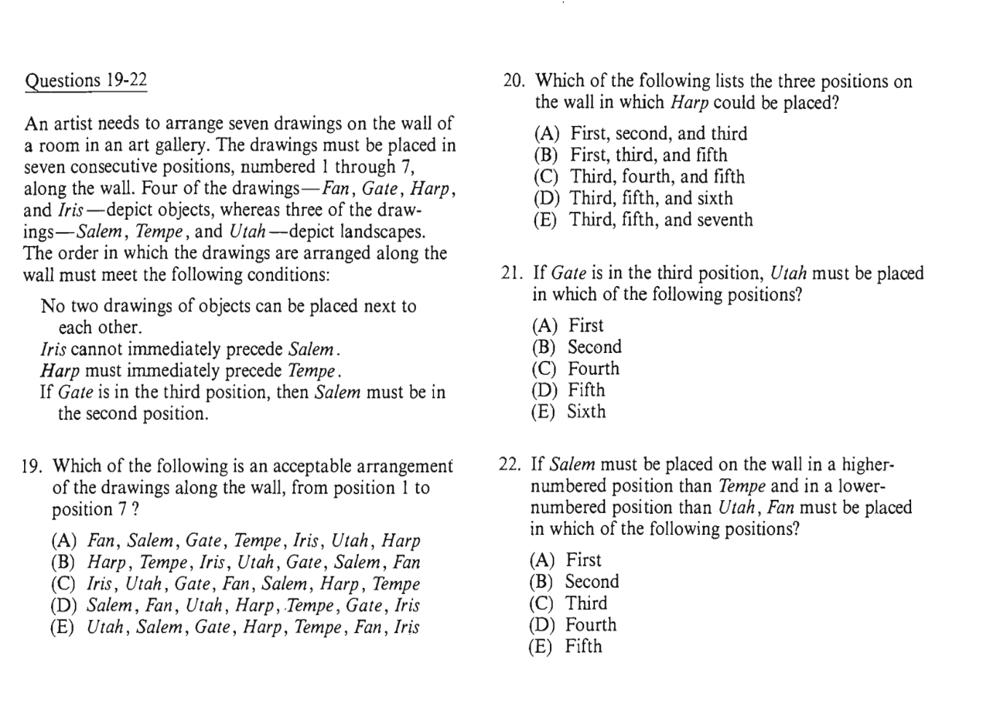 Questions 19-22
An artist needs to arrange seven drawings on the wall of
a room in an art gallery. The drawings must be placed in
seven consecutive positions, numbered 1 through 7,
along the wall. Four of the drawings—Fan, Gate, Harp,
and Iris—depict objects, whereas three of the draw-
ings—Salem, Tempe, and Utah—depict landscapes.
The order in which the drawings are arranged along the
wall must meet the following conditions:
No two drawings of objects can be placed next to
each other.
Iris cannot immediately precede Salem.
Harp must immediately precede Tempe.
If Gate is in the third position, then Salem must be in
the second position.
19. Which of the following is an acceptable arrangement
of the drawings along the wall, from position 1 to
position 7 ?
(A) Fan, Salem, Gate, Tempe, Iris, Utah, Harp
(B) Harp, Tempe, Iris, Utah, Gate, Salem, Fan
(C) Iris, Utah, Gate, Fan, Salem, Harp, Tempe
(D) Salem, Fan, Utah, Harp, Tempe, Gate, Iris
(E) Utah, Salem, Gate, Harp, Tempe, Fan, Iris
20. Which of the following lists the three positions on
the wall in which Harp could be placed?
(A) First, second, and third
(B) First, third, and fifth
(C) Third, fourth, and fifth
(D) Third, fifth, and sixth
(E) Third, fifth, and seventh
21. If Gate is in the third position, Utah must be placed
in which of the following positions?
(A) First
(B) Second
(C) Fourth
(D) Fifth
(E) Sixth
22. If Salem must be placed on the wall in a higher-
numbered position than Tempe and in a lower-
numbered position than Utah, Fan must be placed
in which of the following positions?
(A) First
(B) Second
(C) Third
(D) Fourth
(E) Fifth